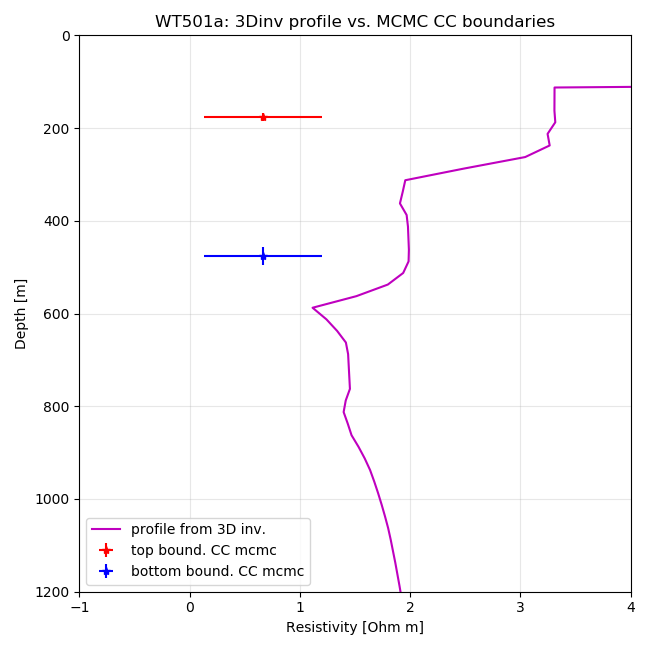 WT501a: 3Dinv profile vs. MCMC CC boundaries
0
200
400
600
800
1000
1200
Depth [m]
profile from 3D inv.
top bound. CC mcmc
bottom bound. CC mcmc
−1
0
1
2
3
4
Resistivity [Ohm m]